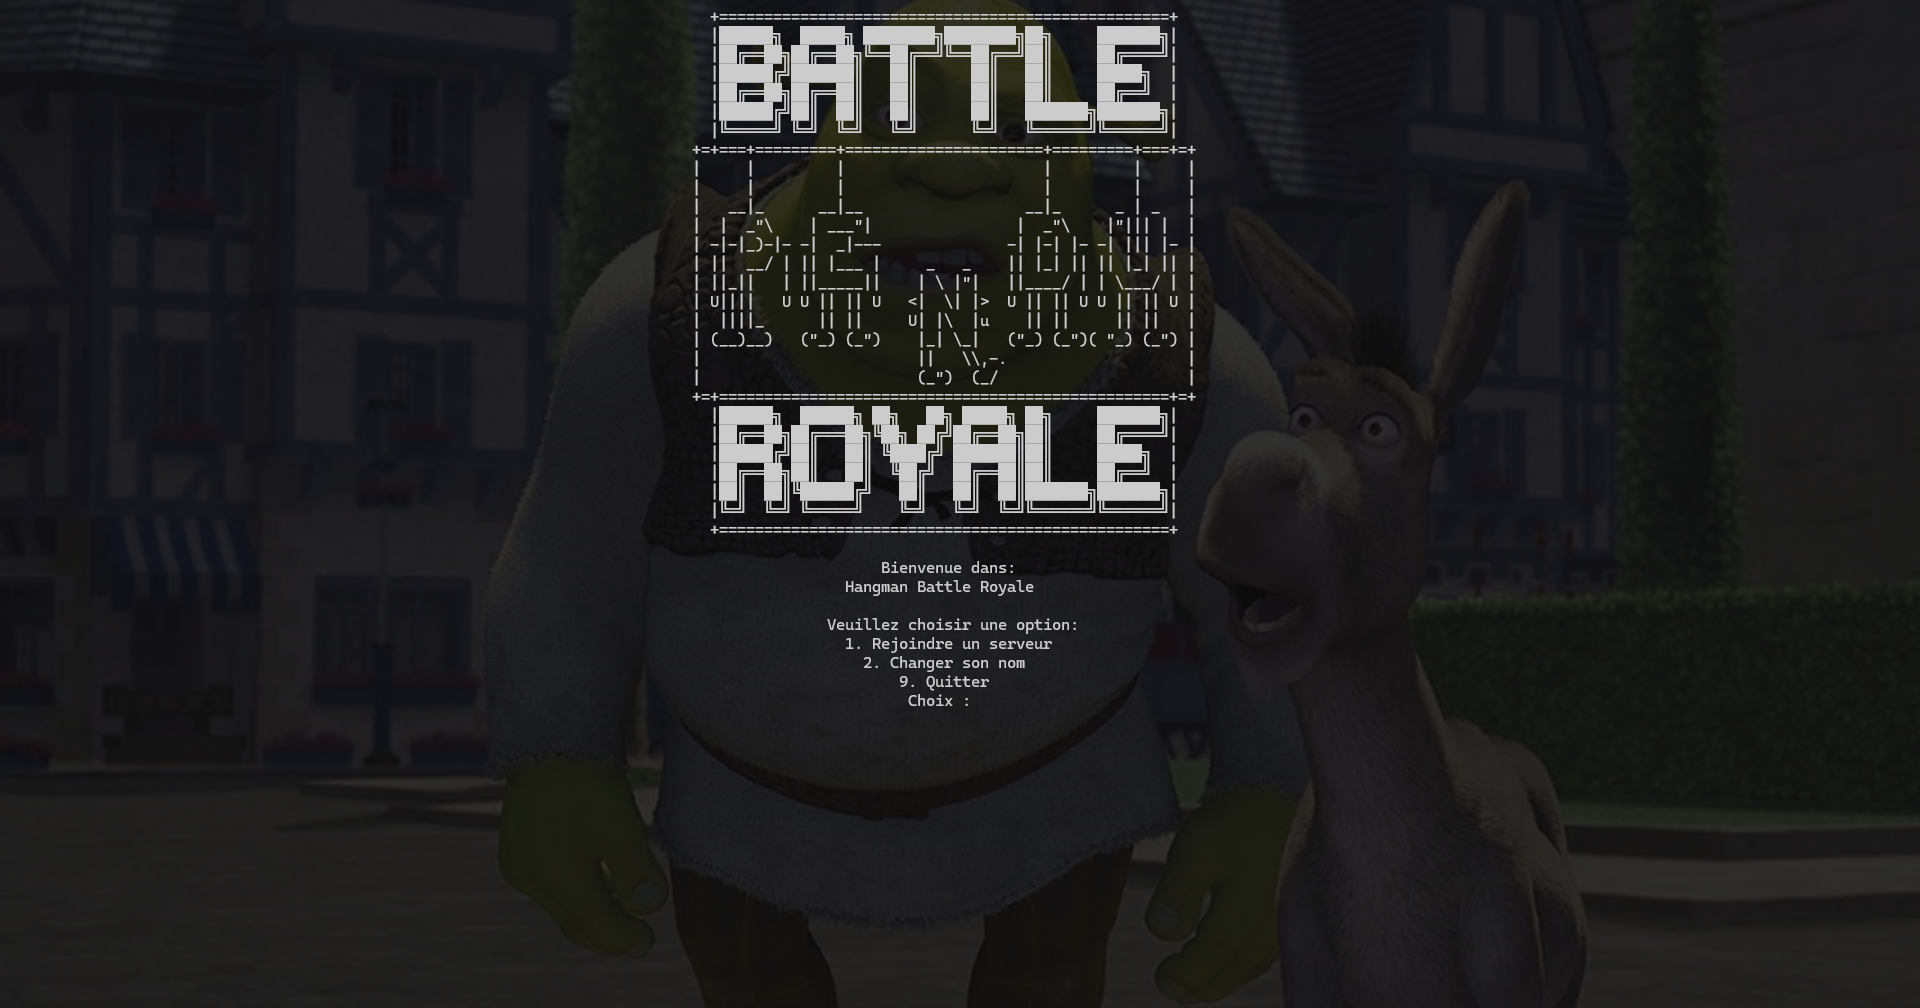 BATTLE
PENDU
ROYALE
Bienvenue dans:
Hangman Battle Royale
Veuillez choisir une option:
1. Rejoindre un serveur
2. Changer son nom
9. Quitter
Choix :